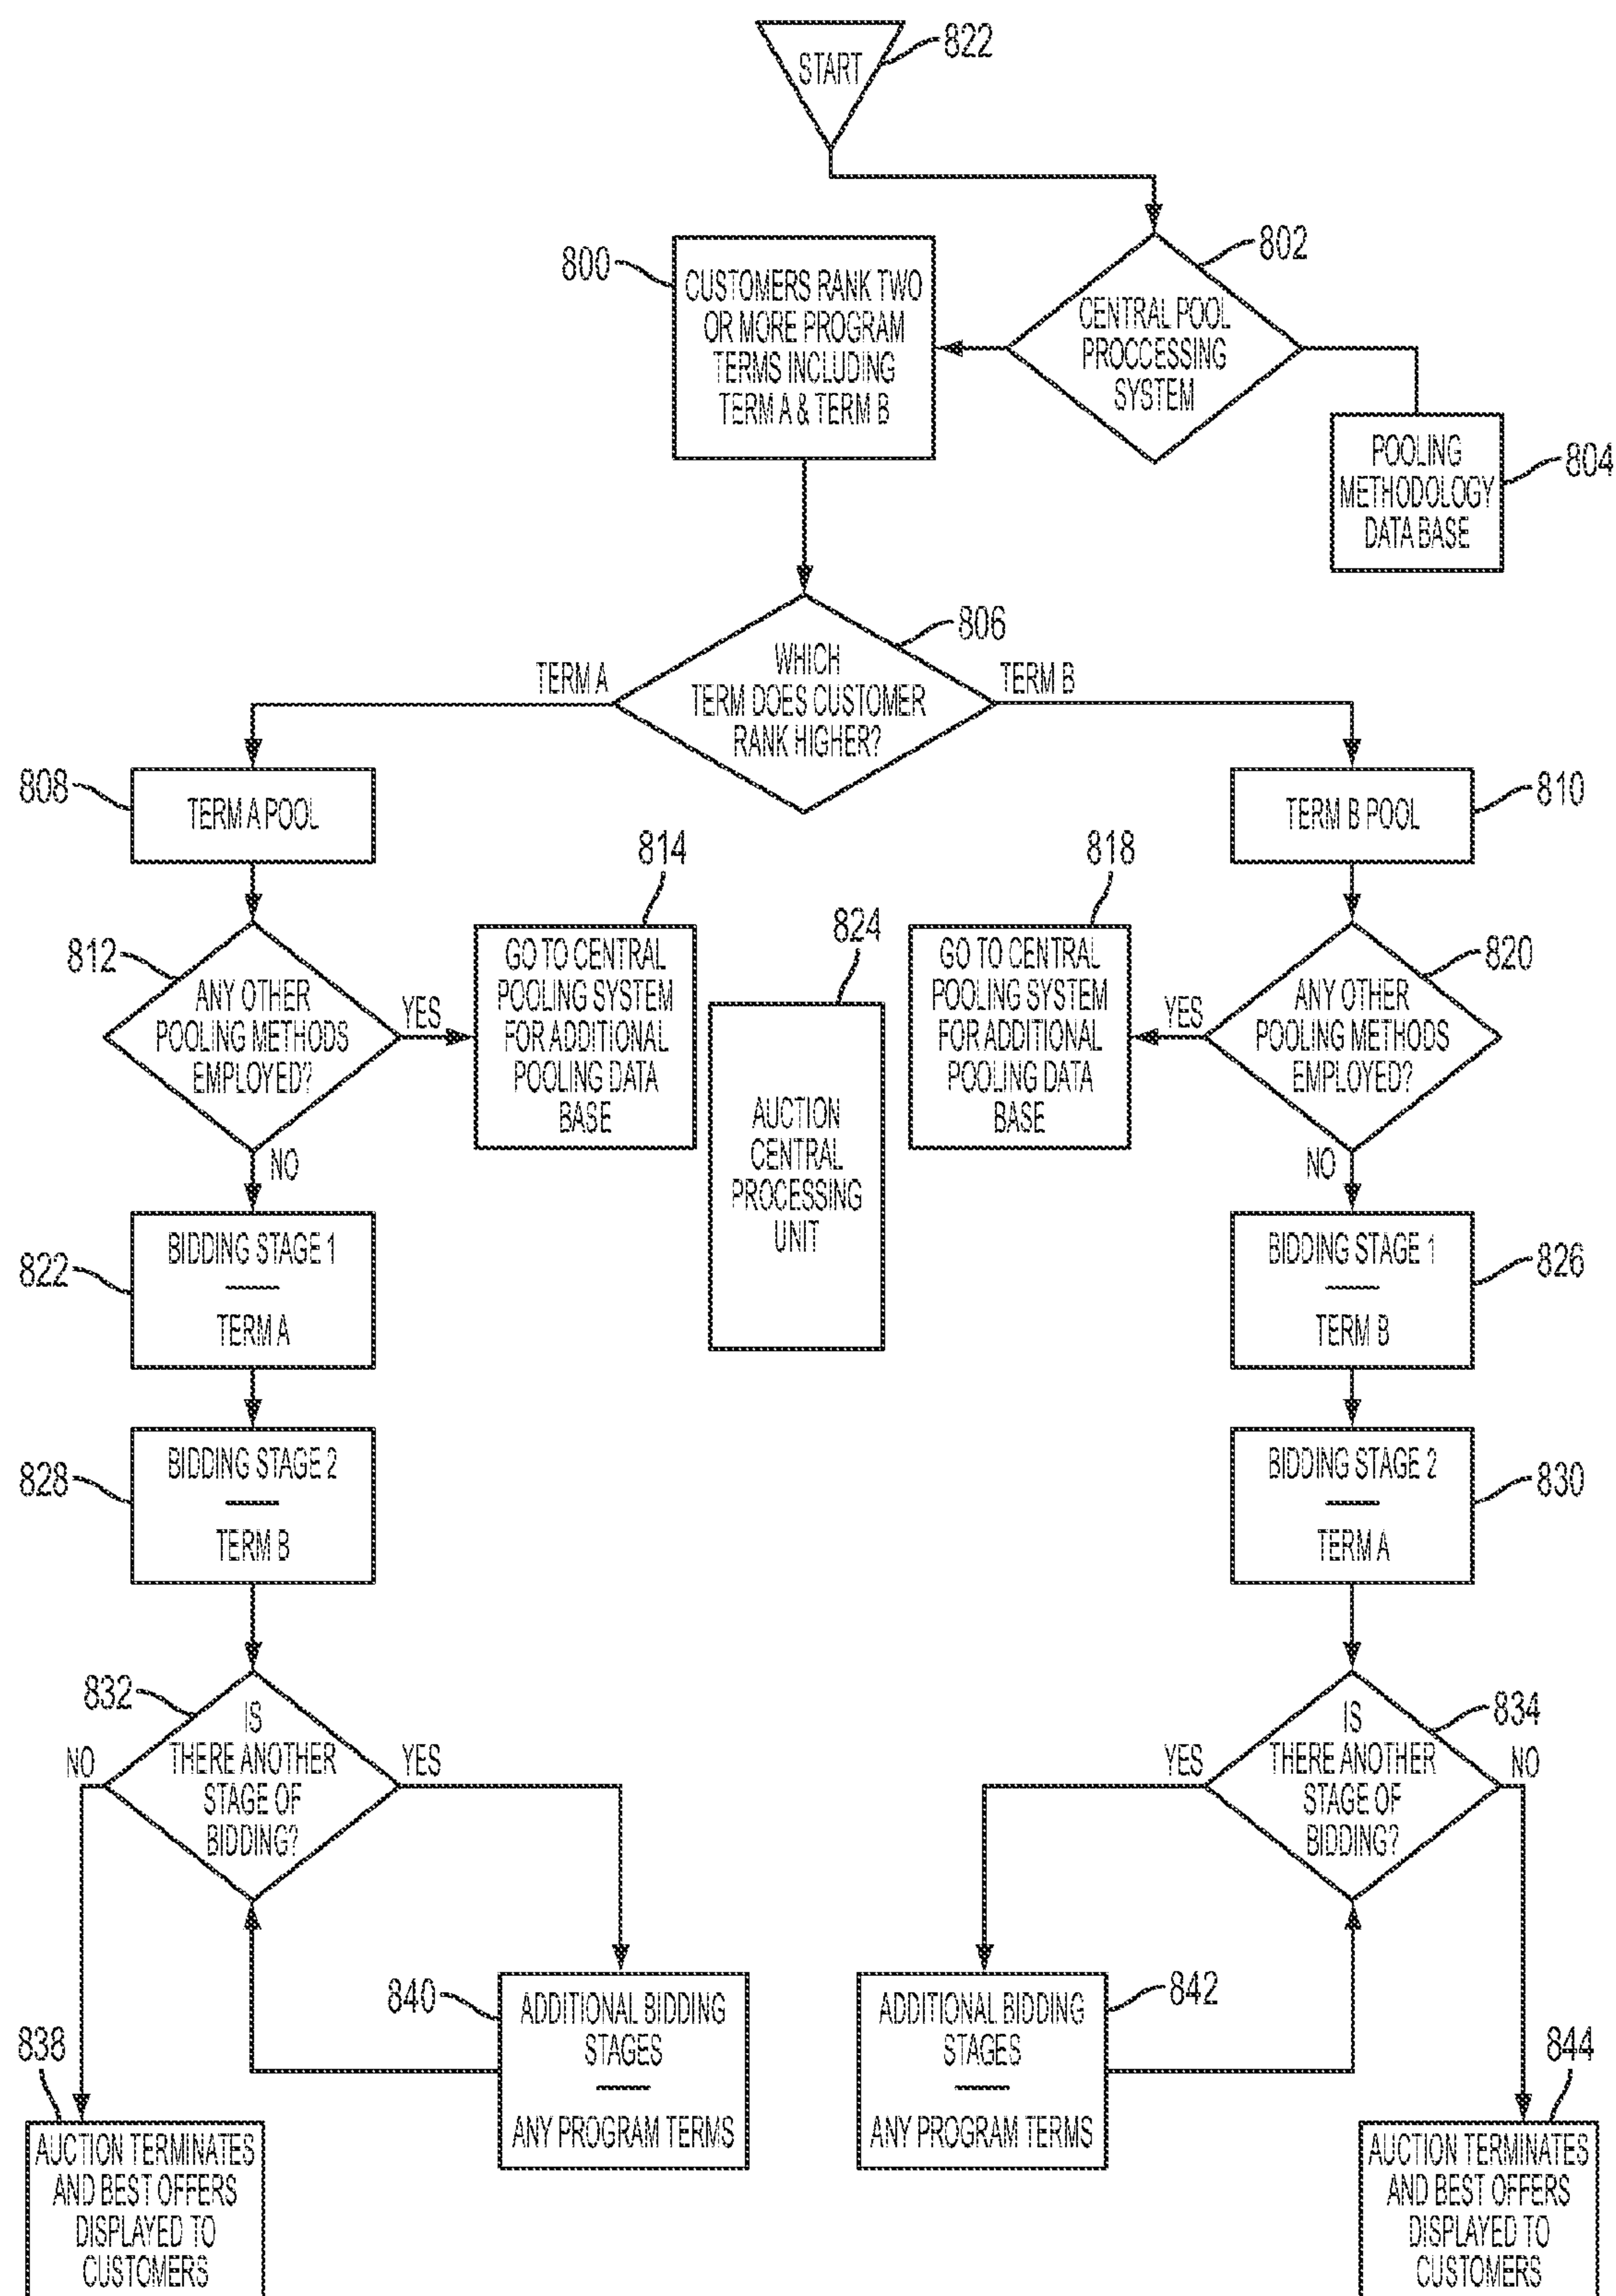 START
822
802
CENTRAL POOL
PROCCESSING
SYSTEM
800
CUSTOMERS RANK TWO
OR MORE PROGRAM
TERMS INCLUDING
TERM A & TERM B
POOLING
METHODOLOGY
DATA BASE
804
806
WHICH
TERM DOES CUSTOMER
RANK HIGHER?
TERM A
TERM B
808
TERM A POOL
TERM B POOL
810
812
ANY OTHER
POOLING METHODS
EMPLOYED?
YES
NO
814
GO TO CENTRAL
POOLING SYSTEM
FOR ADDITIONAL
POOLING DATA
BASE
824
AUCTION
CENTRAL
PROCESSING
UNIT
818
GO TO CENTRAL
POOLING SYSTEM
FOR ADDITIONAL
POOLING DATA
BASE
820
ANY OTHER
POOLING METHODS
EMPLOYED?
YES
NO
822
BIDDING STAGE 1
TERM A
BIDDING STAGE 1
TERM B
826
828
BIDDING STAGE 2
TERM B
BIDDING STAGE 2
TERM A
830
832
IS
THERE ANOTHER
STAGE OF
BIDDING?
NO
YES
834
IS
THERE ANOTHER
STAGE OF
BIDDING?
YES
NO
840
ADDITIONAL BIDDING
STAGES
ANY PROGRAM TERMS
842
ADDITIONAL BIDDING
STAGES
ANY PROGRAM TERMS
838
AUCTION TERMINATES
AND BEST OFFERS
DISPLAYED TO
CUSTOMERS
844
AUCTION TERMINATES
AND BEST OFFERS
DISPLAYED TO
CUSTOMERS